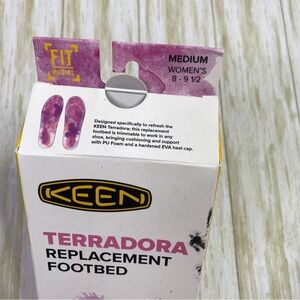 FIT
MATTERS
MEDIUM
WOMEN'S
8 - 9 1/2
Designed specifically to refresh the
KEEN Terradora, this replacement
footbed is trimmable to work in any
shoe, bringing cushioning and support
with PU Foam and a hardened EVA heel cap.
KEEN
TERRADORA
REPLACEMENT
FOOTBED